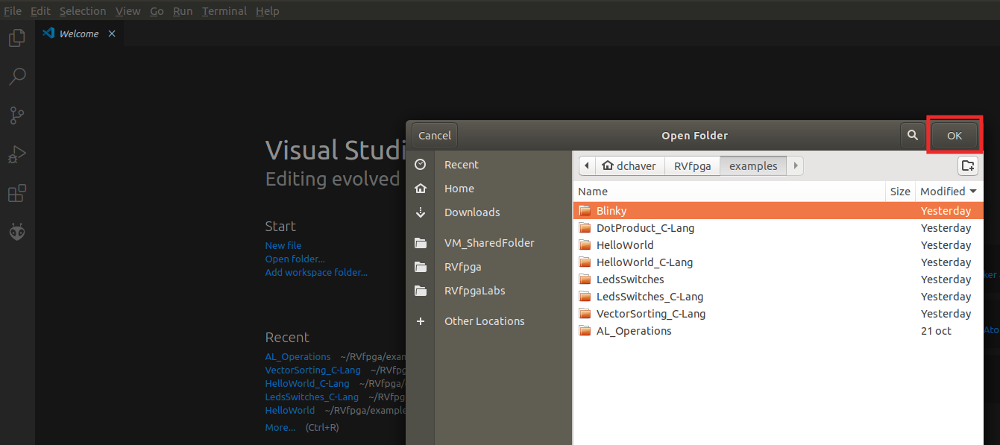 File Edit Selection View Go Run Terminal Help
Welcome
Visual Studi
Editing evolved
Start
New file
Open folder...
Add workspace folder...
Recent
AL_Operations ~/RVfpga/exam
VectorSorting_C-Lang ~/RVfpg
HelloWorld_C-Lang ~/RVfpga/
LedsSwitches_C-Lang ~/RVfpg
HelloWorld ~/RVfpga/example
More... (Ctrl+R)
Cancel Open Folder OK
Recent
Home
Downloads
VM_SharedFolder
RVfpga
RVfpgaLabs
Other Locations
dchaver RVfpga examples
Name Size Modified
Blinky Yesterday
DotProduct_C-Lang Yesterday
HelloWorld Yesterday
HelloWorld_C-Lang Yesterday
LedsSwitches Yesterday
LedsSwitches_C-Lang Yesterday
VectorSorting_C-Lang Yesterday
AL_Operations 21 oct
ker
Ato